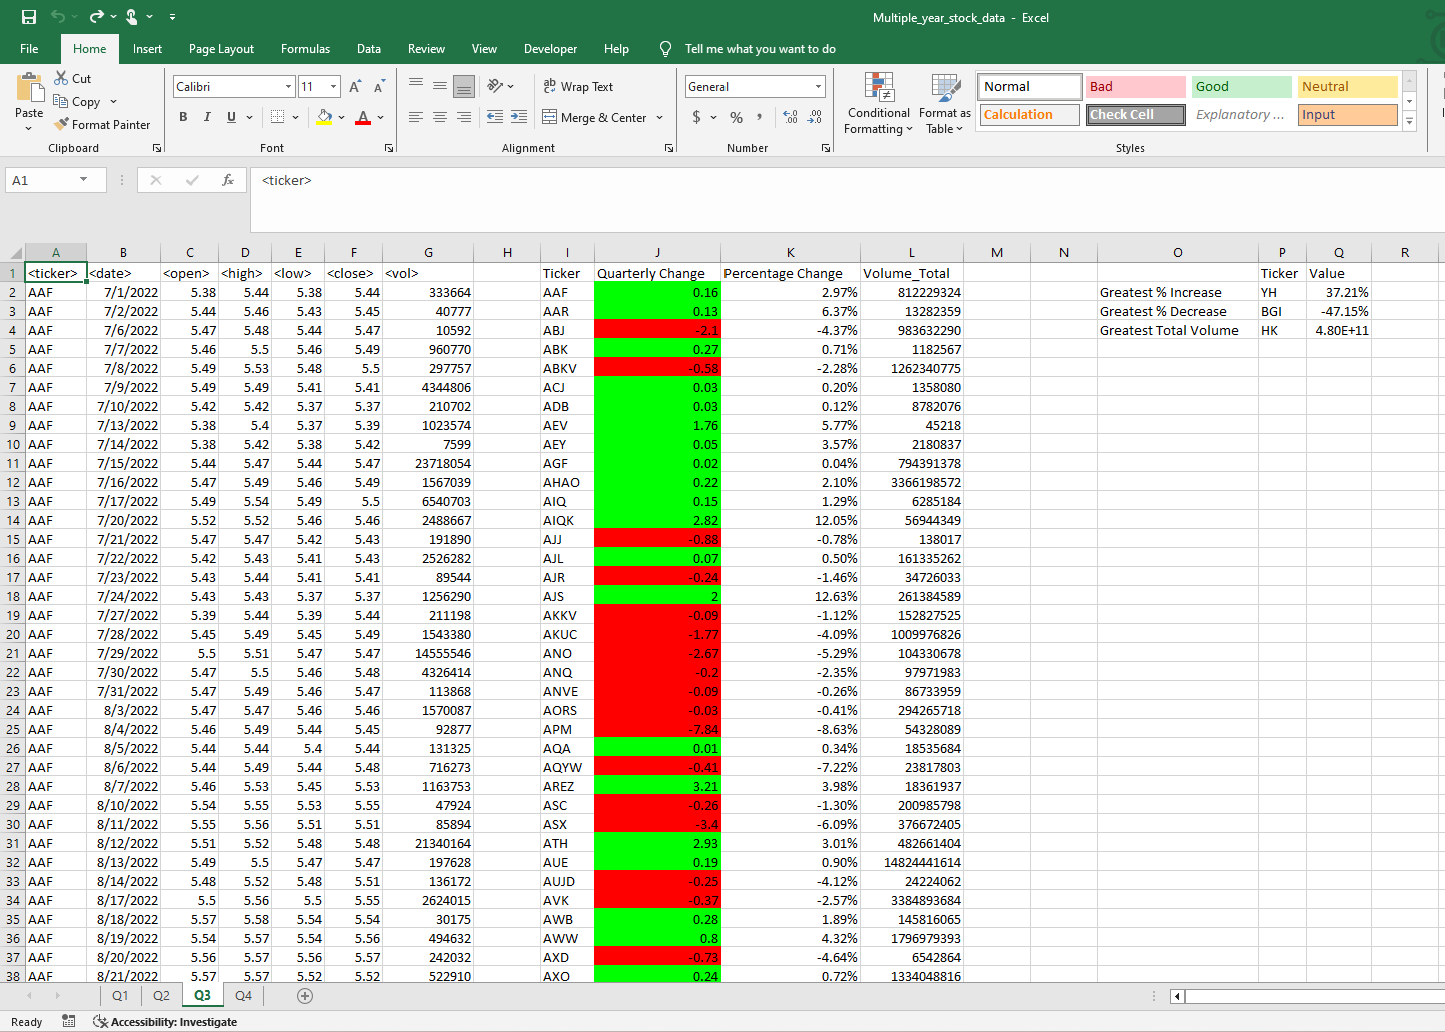 Multiple_year_stock_data - Excel
File Home Insert Page Layout Formulas Data Review View Developer Help Tell me what you want to do
Paste
Cut
Copy
Format Painter
Clipboard
Calibri 11
B I U
Font
Wrap Text
Merge & Center
Alignment
General
$ % ,
Number
Conditional Formatting
Format as Table
Normal Bad Good Neutral
Calculation Check Cell Explanatory ... Input
Styles
A1 fx <ticker>
A B C D E F G H I J K L M N O P Q R
1 <ticker> <date> <open> <high> <low> <close> <vol> Ticker Quarterly Change Percentage Change Volume_Total Ticker Value
2 AAF 7/1/2022 5.38 5.44 5.38 5.44 333664 AAF 0.16 2.97% 812229324 Greatest % Increase YH 37.21%
3 AAF 7/2/2022 5.44 5.46 5.43 5.45 40777 AAR 0.13 6.37% 13282359 Greatest % Decrease BGI -47.15%
4 AAF 7/6/2022 5.47 5.48 5.44 5.47 10592 ABJ -2.1 -4.37% 983632290 Greatest Total Volume HK 4.80E+11
5 AAF 7/7/2022 5.46 5.5 5.46 5.49 960770 ABK 0.27 0.71% 1182567
6 AAF 7/8/2022 5.49 5.53 5.48 5.5 297757 ABKV -0.58 -2.28% 1262340775
7 AAF 7/9/2022 5.49 5.49 5.41 5.41 4344806 ACJ 0.03 0.20% 1358080
8 AAF 7/10/2022 5.42 5.42 5.37 5.37 210702 ADB 0.03 0.12% 8782076
9 AAF 7/13/2022 5.38 5.4 5.37 5.39 1023574 AEV 1.76 5.77% 45218
10 AAF 7/14/2022 5.38 5.42 5.38 5.42 7599 AEY 0.05 3.57% 2180837
11 AAF 7/15/2022 5.44 5.47 5.44 5.47 23718054 AGF 0.02 0.04% 794391378
12 AAF 7/16/2022 5.47 5.49 5.46 5.49 1567039 AHAO 0.22 2.10% 3366198572
13 AAF 7/17/2022 5.49 5.54 5.49 5.5 6540703 AIQ 0.15 1.29% 6285184
14 AAF 7/20/2022 5.52 5.52 5.46 5.46 2488667 AIQK 2.82 12.05% 56944349
15 AAF 7/21/2022 5.47 5.47 5.42 5.43 191890 AJJ -0.88 -0.78% 138017
16 AAF 7/22/2022 5.42 5.43 5.41 5.43 2526282 AJL 0.07 0.50% 161335262
17 AAF 7/23/2022 5.43 5.44 5.41 5.41 89544 AJR -0.24 -1.46% 34726033
18 AAF 7/24/2022 5.43 5.43 5.37 5.37 1256290 AJS 2 12.63% 261384589
19 AAF 7/27/2022 5.39 5.44 5.39 5.44 211198 AKKV -0.09 -1.12% 152827525
20 AAF 7/28/2022 5.45 5.49 5.45 5.49 1543380 AKUC -1.77 -4.09% 1009976826
21 AAF 7/29/2022 5.5 5.51 5.47 5.47 14555546 ANO -2.67 -5.29% 104330678
22 AAF 7/30/2022 5.47 5.5 5.46 5.48 4326414 ANQ -0.2 -2.35% 97971983
23 AAF 7/31/2022 5.47 5.49 5.46 5.47 113868 ANVE -0.09 -0.26% 86733959
24 AAF 8/3/2022 5.47 5.47 5.46 5.46 1570087 AORS -0.03 -0.41% 294265718
25 AAF 8/4/2022 5.46 5.49 5.44 5.45 92877 APM -7.84 -8.63% 54328089
26 AAF 8/5/2022 5.44 5.44 5.4 5.44 131325 AQA 0.01 0.34% 18535684
27 AAF 8/6/2022 5.44 5.49 5.44 5.48 716273 AQYW -0.41 -7.22% 23817803
28 AAF 8/7/2022 5.46 5.53 5.45 5.53 1163753 AREZ 3.21 3.98% 18361937
29 AAF 8/10/2022 5.54 5.55 5.53 5.55 47924 ASC -0.26 -1.30% 200985798
30 AAF 8/11/2022 5.55 5.56 5.51 5.51 85894 ASX -3.4 -6.09% 376672405
31 AAF 8/12/2022 5.51 5.52 5.48 5.48 21340164 ATH 2.93 3.01% 482661404
32 AAF 8/13/2022 5.49 5.5 5.47 5.47 197628 AUE 0.19 0.90% 14824441614
33 AAF 8/14/2022 5.48 5.52 5.48 5.51 136172 AUJD -0.25 -4.12% 24224062
34 AAF 8/17/2022 5.5 5.56 5.5 5.55 2624015 AVK -0.37 -2.57% 3384893684
35 AAF 8/18/2022 5.57 5.58 5.54 5.54 30175 AWB 0.28 1.89% 145816065
36 AAF 8/19/2022 5.54 5.57 5.54 5.56 494632 AWW 0.8 4.32% 1796979393
37 AAF 8/20/2022 5.56 5.57 5.56 5.57 242032 AXD -0.73 -4.64% 6542864
38 AAF 8/21/2022 5.57 5.57 5.52 5.52 522910 AXO 0.24 0.72% 1334048816
Q1 Q2 Q3 Q4
Ready Accessibility: Investigate